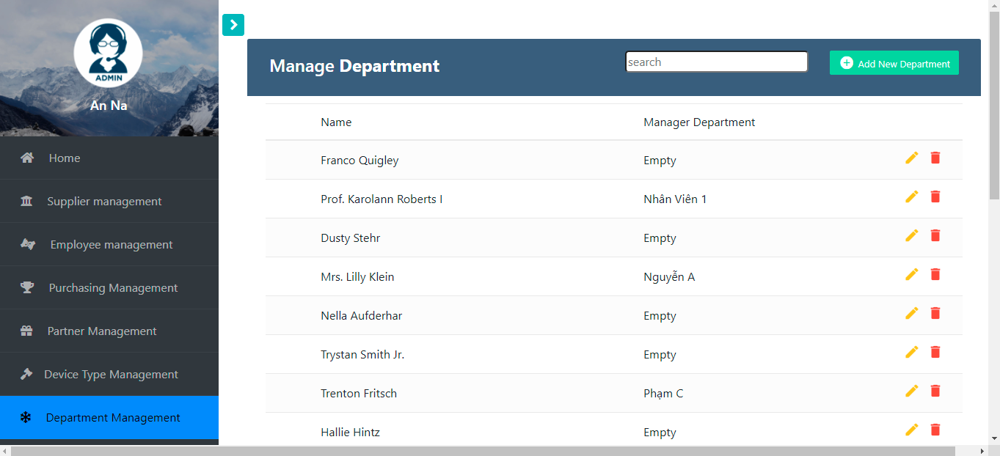 ADMIN
An Na
Home
Supplier management
Employee management
Purchasing Management
Partner Management
Device Type Management
Department Management
Manage Department
search
Add New Department
Name Manager Department
Franco Quigley Empty
Prof. Karolann Roberts I Nhân Viên 1
Dusty Stehr Empty
Mrs. Lilly Klein Nguyễn A
Nella Aufderhar Empty
Trystan Smith Jr. Empty
Trenton Fritsch Phạm C
Hallie Hintz Empty